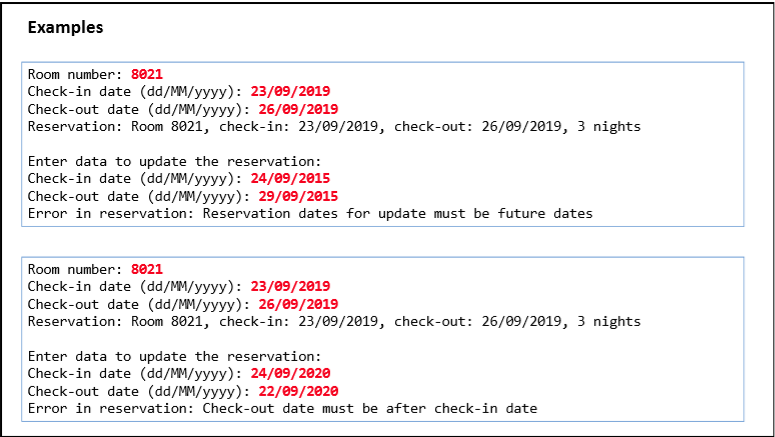 Examples
Room number: 8021
Check-in date (dd/MM/yyyy): 23/09/2019
Check-out date (dd/MM/yyyy): 26/09/2019
Reservation: Room 8021, check-in: 23/09/2019, check-out: 26/09/2019, 3 nights
Enter data to update the reservation:
Check-in date (dd/MM/yyyy): 24/09/2015
Check-out date (dd/MM/yyyy): 29/09/2015
Error in reservation: Reservation dates for update must be future dates
Room number: 8021
Check-in date (dd/MM/yyyy): 23/09/2019
Check-out date (dd/MM/yyyy): 26/09/2019
Reservation: Room 8021, check-in: 23/09/2019, check-out: 26/09/2019, 3 nights
Enter data to update the reservation:
Check-in date (dd/MM/yyyy): 24/09/2020
Check-out date (dd/MM/yyyy): 22/09/2020
Error in reservation: Check-out date must be after check-in date